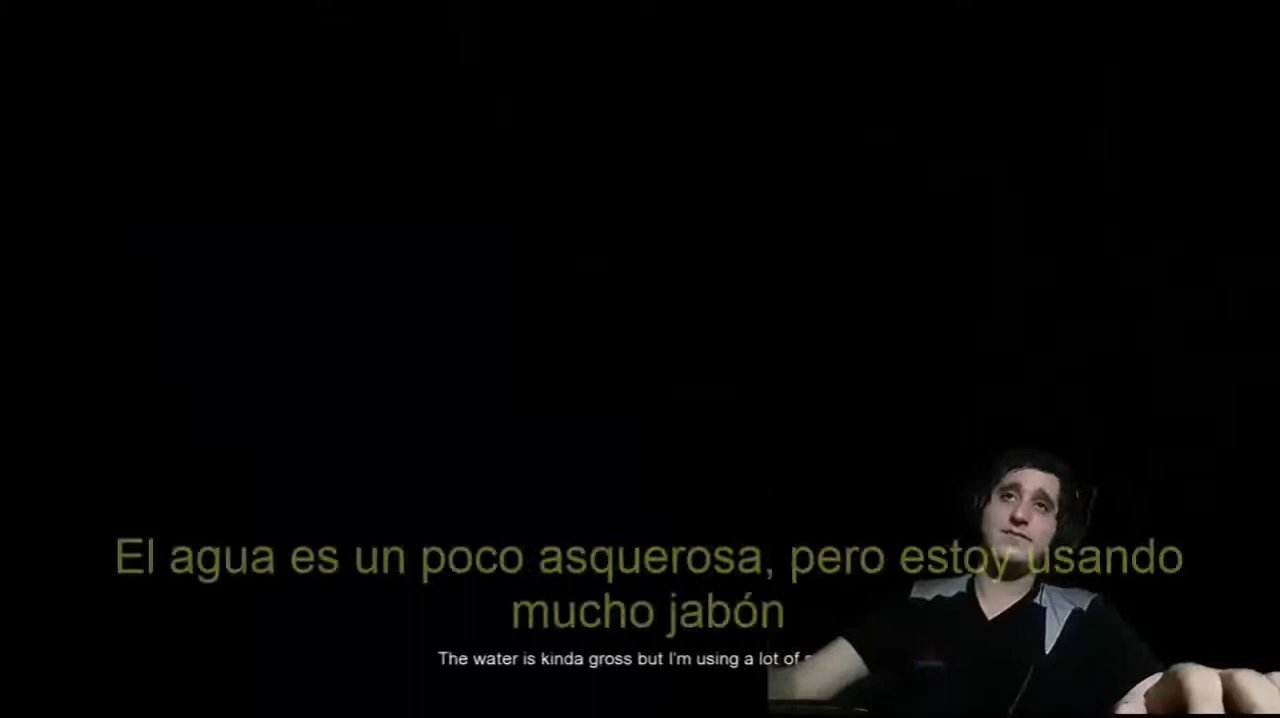 El agua es un poco asquerosa, pero estoy usando
mucho jabón
The water is kinda gross but I'm using a lot of